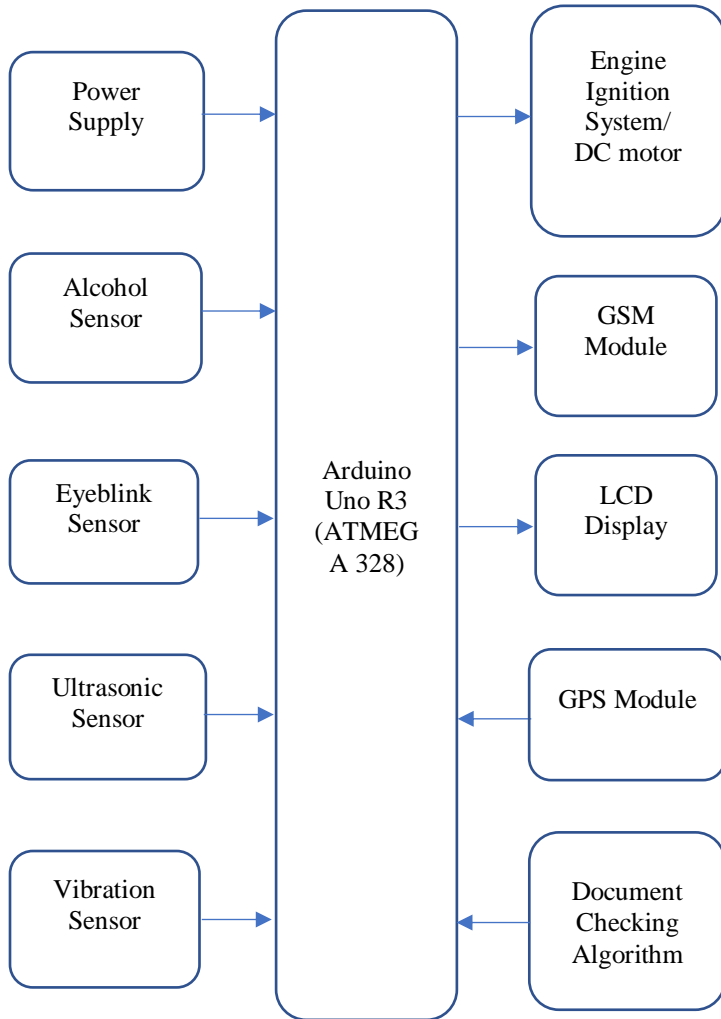 Power
Supply
Alcohol
Sensor
Eyeblink
Sensor
Ultrasonic
Sensor
Vibration
Sensor
Arduino
Uno R3
(ATMEG
A 328)
Engine
Ignition
System/
DC motor
GSM
Module
LCD
Display
GPS Module
Document
Checking
Algorithm